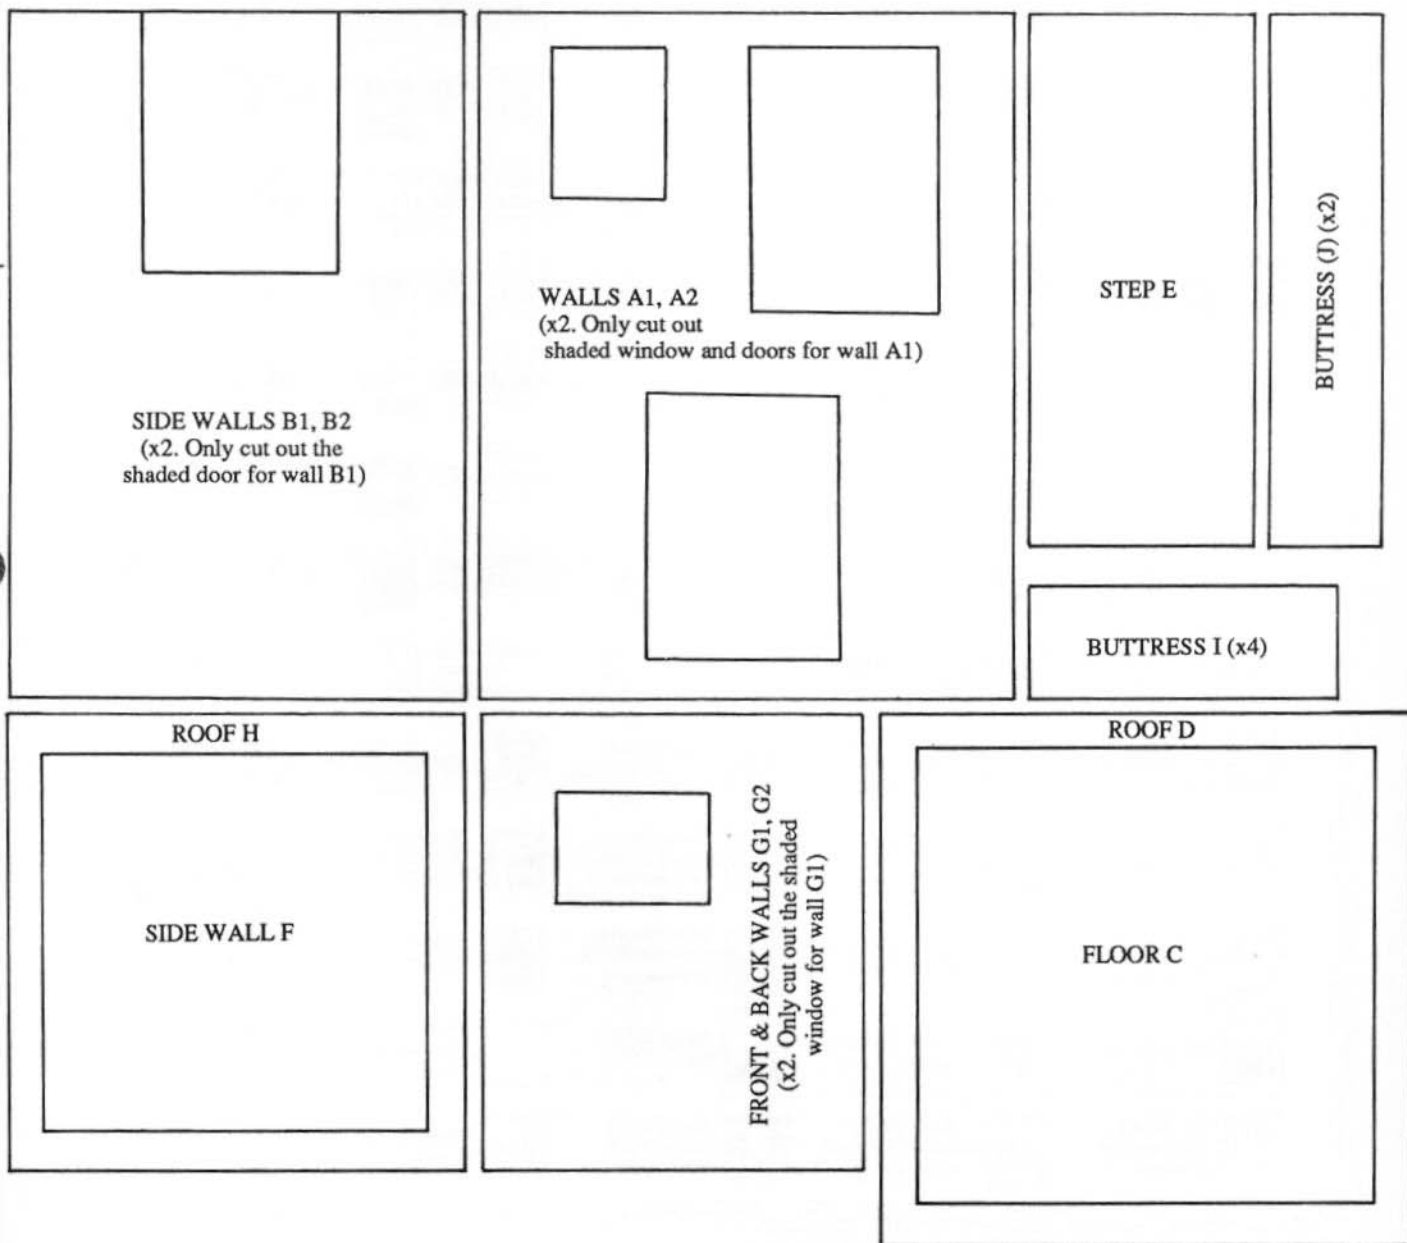 SIDE WALLS B1, B2
(x2. Only cut out the
shaded door for wall B1)
WALLS A1, A2
(x2. Only cut out
shaded window and doors for wall A1)
STEP E
BUTTRESS (J) (x2)
BUTTRESS I (x4)
ROOF H
SIDE WALL F
FRONT & BACK WALLS G1, G2
(x2. Only cut out the shaded
window for wall G1)
ROOF D
FLOOR C